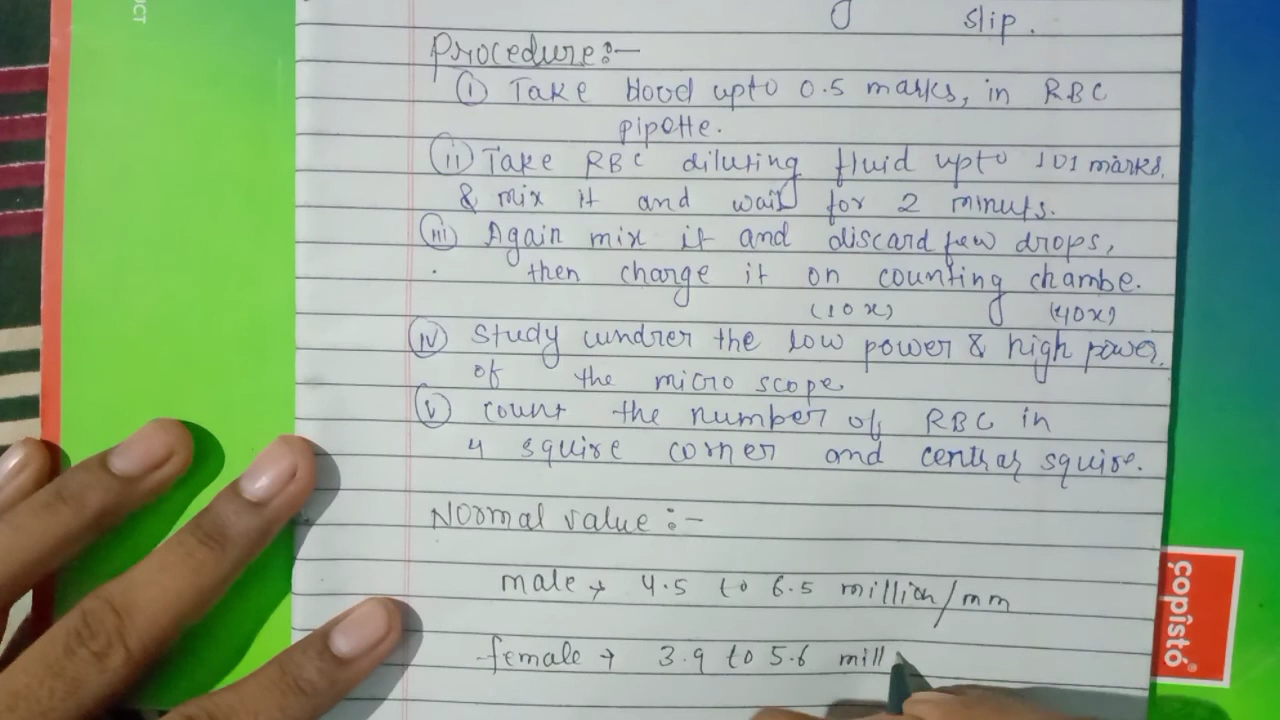 slip.
Procedure:-
(i) Take blood upto 0.5 marks, in RBC
pipette.
(ii) Take RBC diluting fluid upto 101 marks.
& mix it and wait for 2 minuts.
(iii) Again mix it and discard few drops,
then charge it on counting chambe.
(10x) (40x)
(iv) Study undrer the low power & high power.
of the micro scope.
(v) count the number of RBC in
4 squire corner and central squire.
Normal value :-
male → 4.5 to 6.5 million/mm
female → 3.9 to 5.6 mill
çopîstó